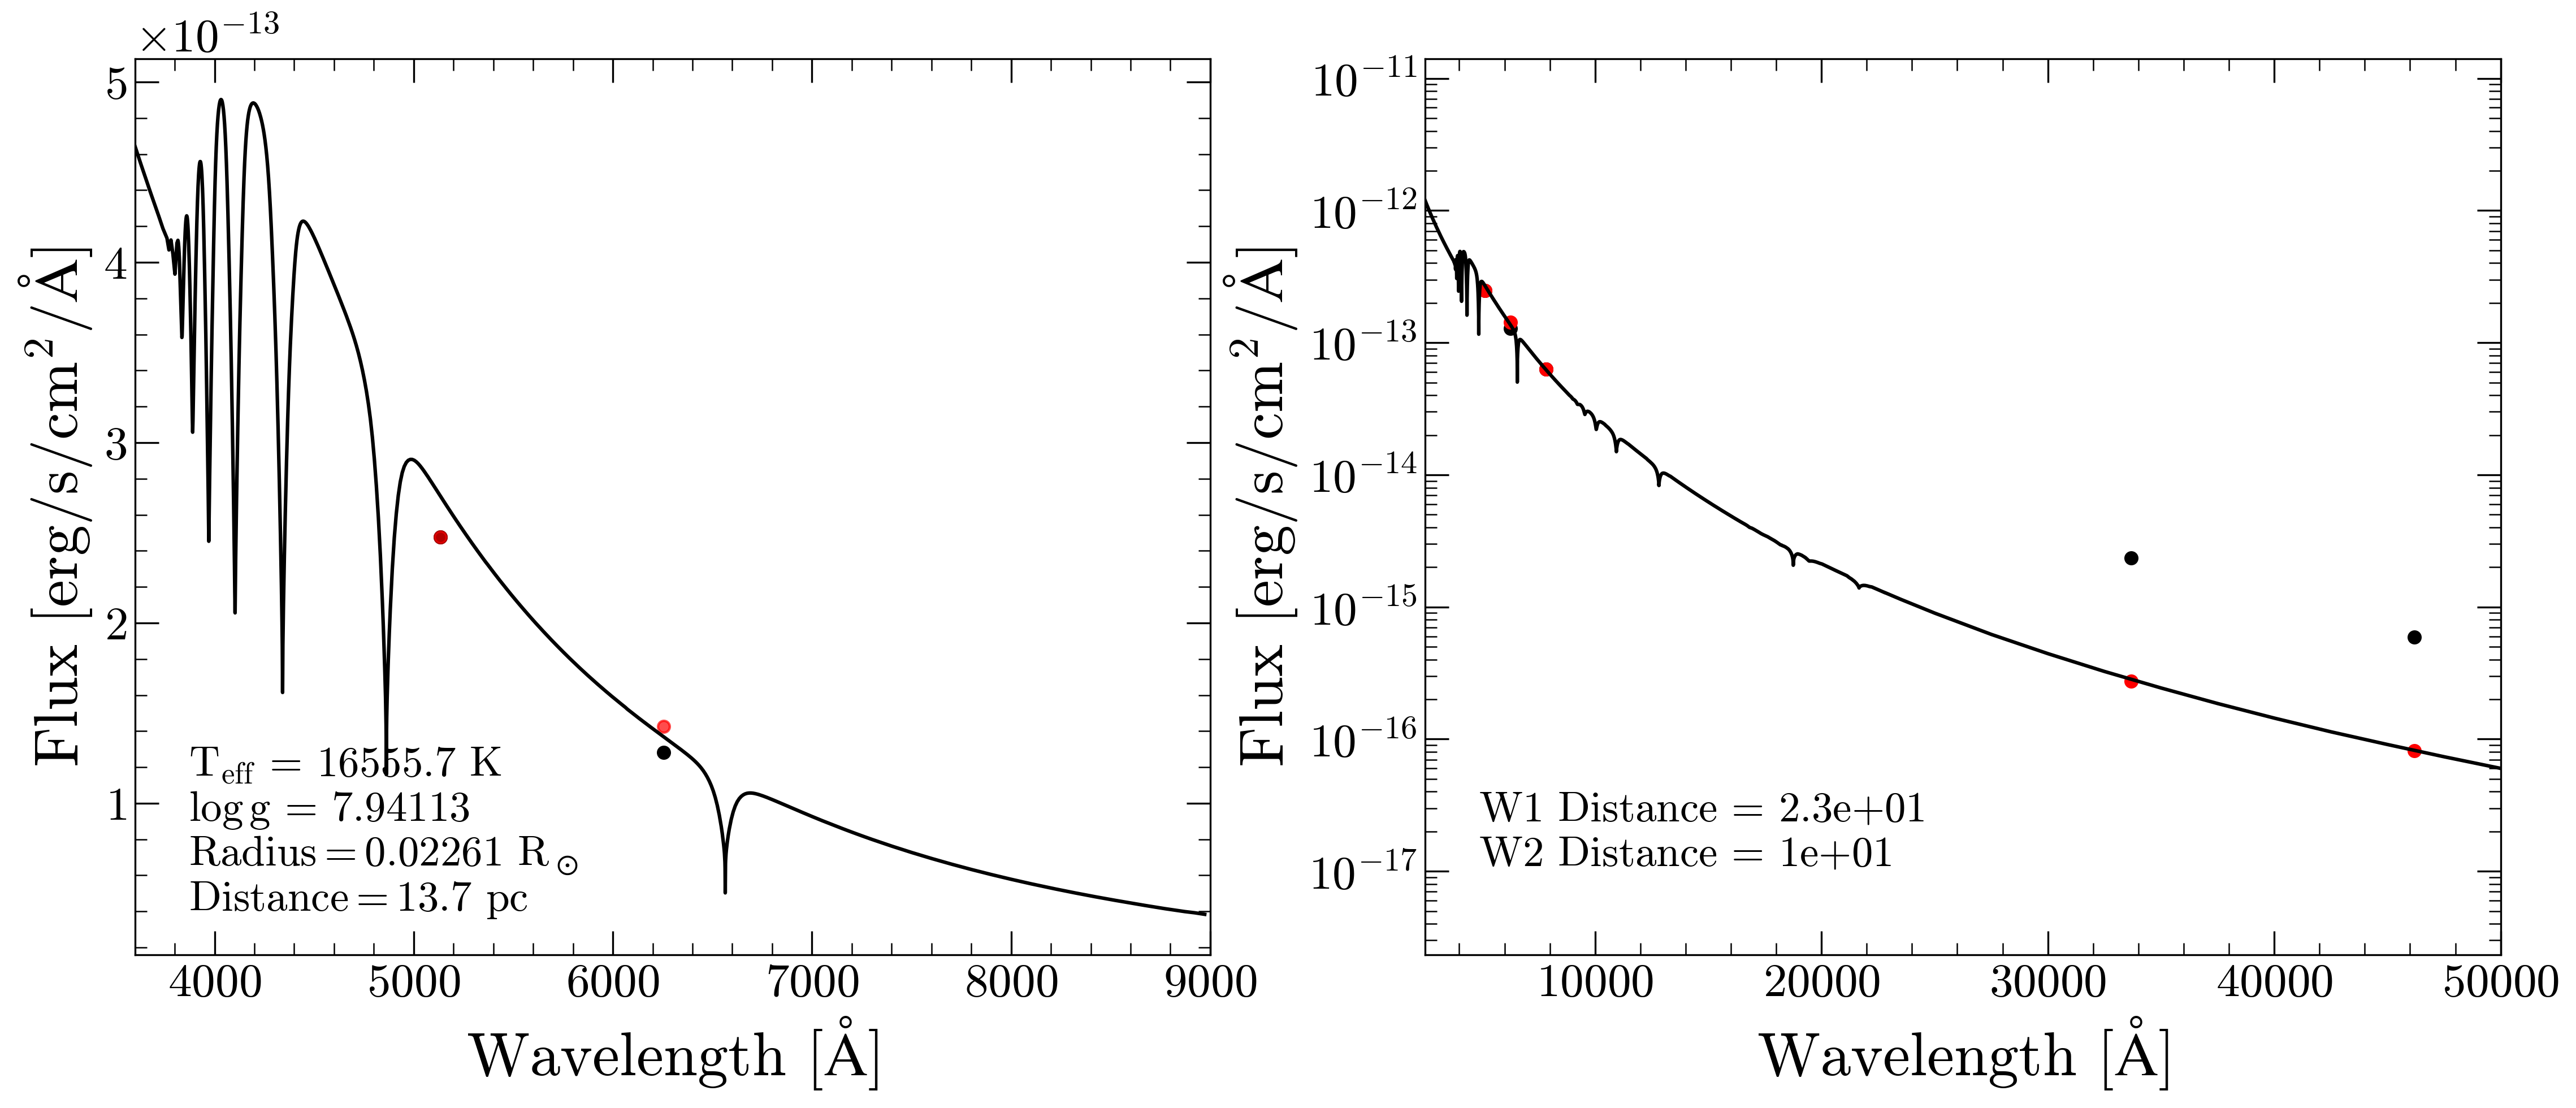 ×10⁻¹³
5
4
3
2
1
Flux [erg/s/cm²/Å]
T_eff = 16555.7 K
log g = 7.94113
Radius = 0.02261 R_⊙
Distance = 13.7 pc
4000 5000 6000 7000 8000 9000
Wavelength [Å]
10⁻¹¹
10⁻¹²
10⁻¹³
10⁻¹⁴
10⁻¹⁵
10⁻¹⁶
10⁻¹⁷
Flux [erg/s/cm²/Å]
W1 Distance = 2.3e+01
W2 Distance = 1e+01
10000 20000 30000 40000 50000
Wavelength [Å]